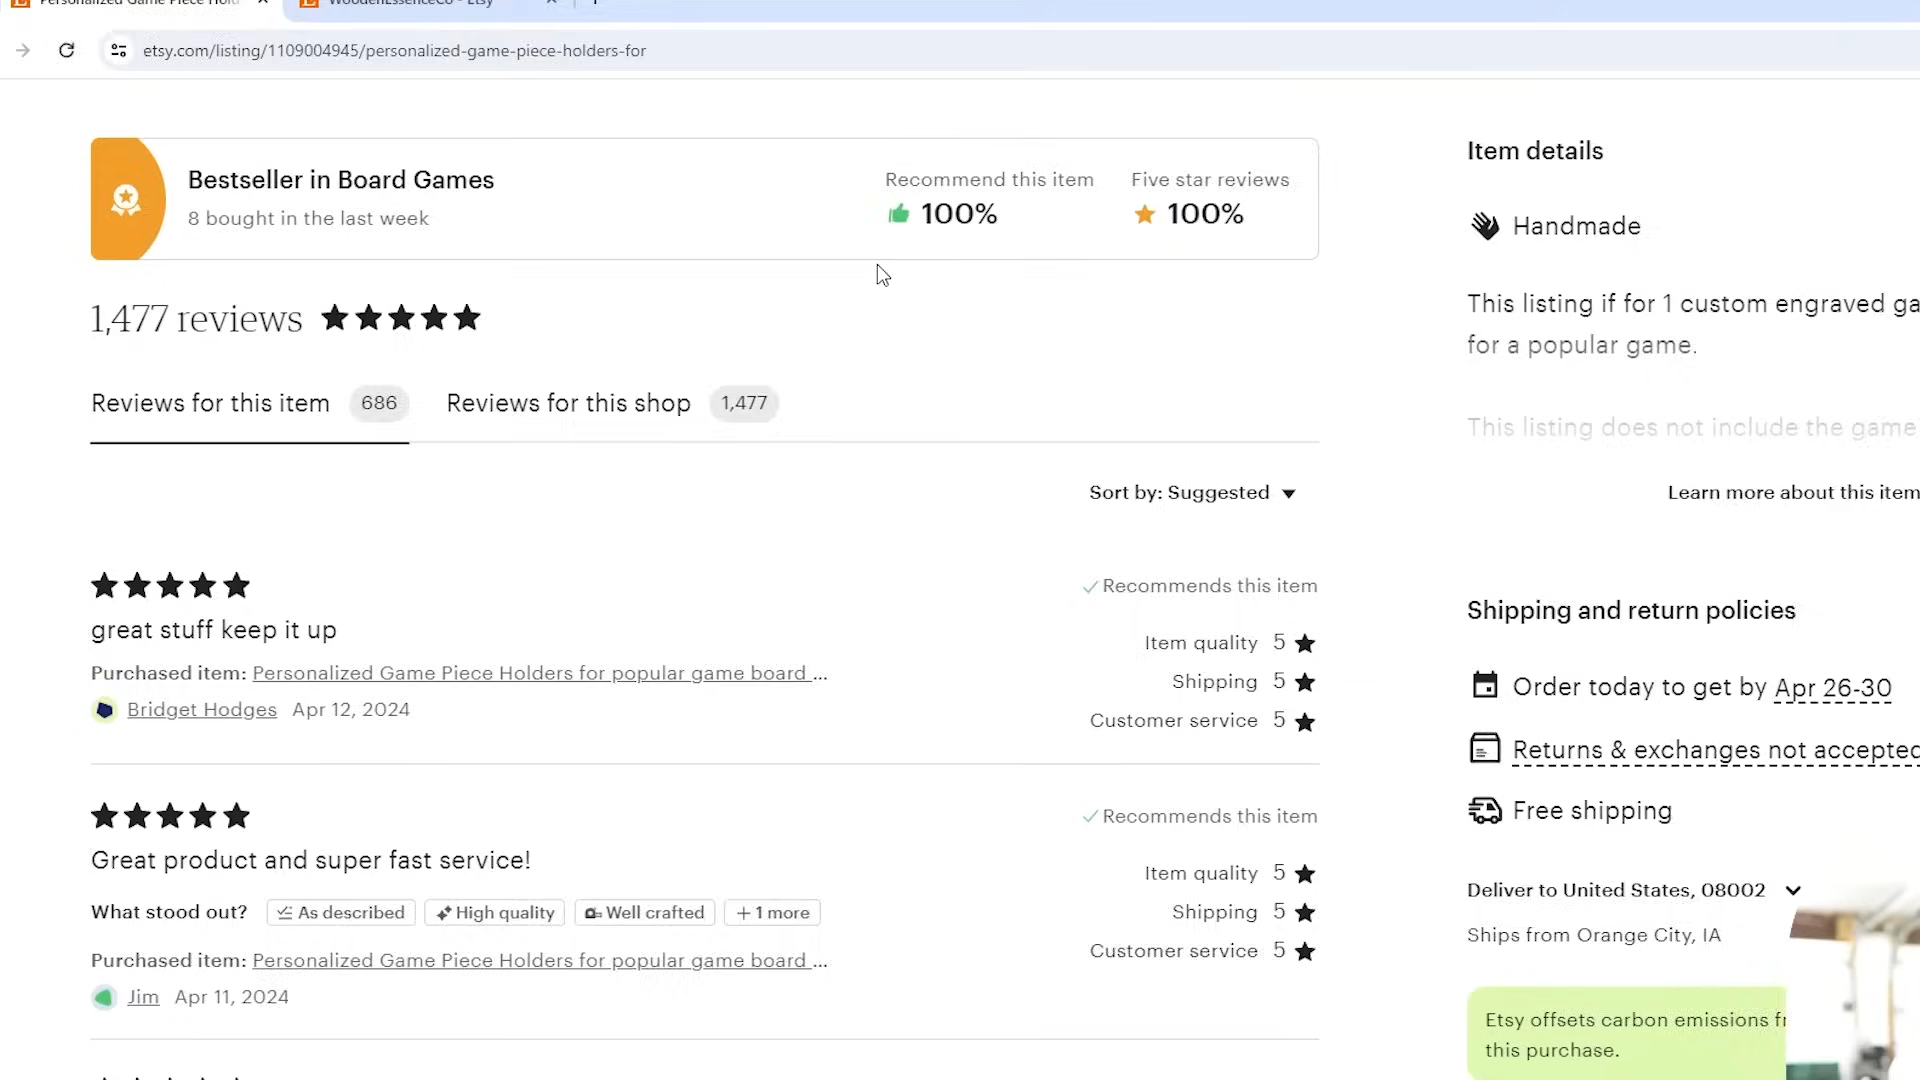 Personalized Game Piece Hold
WoodenEssenceCo - Etsy
etsy.com/listing/1109004945/personalized-game-piece-holders-for
Bestseller in Board Games
8 bought in the last week
Recommend this item
100%
Five star reviews
100%
1,477 reviews
Reviews for this item 686
Reviews for this shop 1,477
Sort by: Suggested
great stuff keep it up
Purchased item: Personalized Game Piece Holders for popular game board ...
Bridget Hodges Apr 12, 2024
Recommends this item
Item quality 5
Shipping 5
Customer service 5
Great product and super fast service!
What stood out? As described High quality Well crafted + 1 more
Purchased item: Personalized Game Piece Holders for popular game board ...
Jim Apr 11, 2024
Recommends this item
Item quality 5
Shipping 5
Customer service 5
Item details
Handmade
This listing if for 1 custom engraved ga
for a popular game.
This listing does not include the game
Learn more about this item
Shipping and return policies
Order today to get by Apr 26-30
Returns & exchanges not accepted
Free shipping
Deliver to United States, 08002
Ships from Orange City, IA
Etsy offsets carbon emissions fr
this purchase.